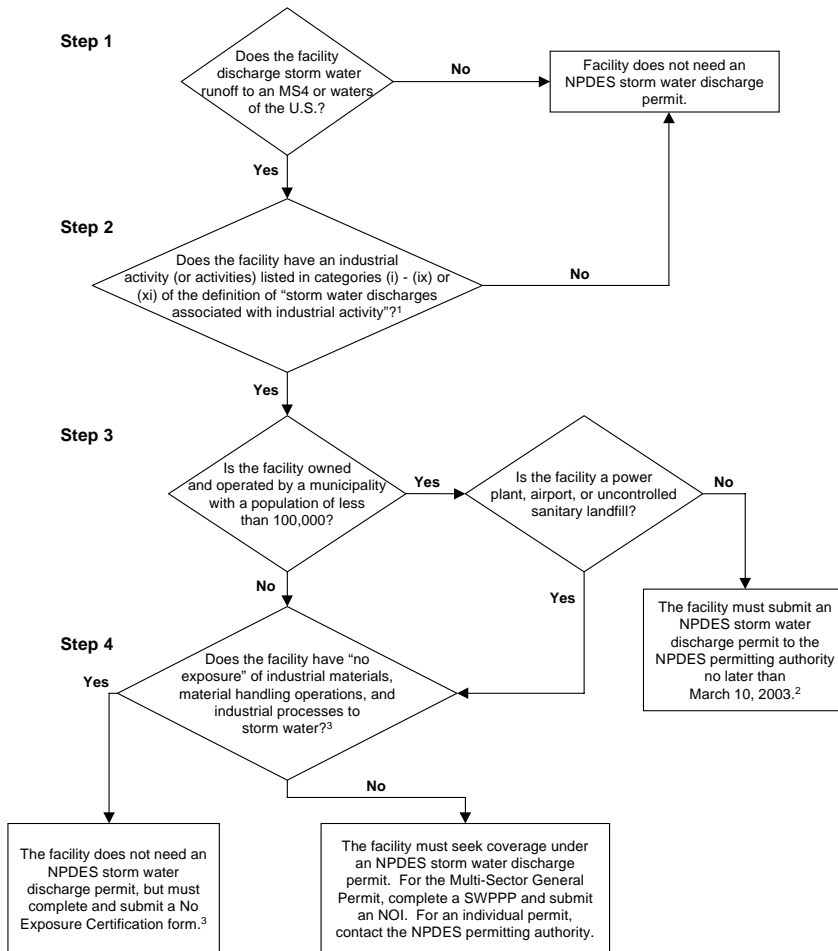 Step 1
Does the facility
discharge storm water
runoff to an MS4 or waters
of the U.S.?
No
Facility does not need an
NPDES storm water discharge
permit.
Yes
Step 2
Does the facility have an industrial
activity (or activities) listed in categories (i) - (ix) or
(xi) of the definition of “storm water discharges
associated with industrial activity”?¹
No
Yes
Step 3
Is the facility owned
and operated by a municipality
with a population of less
than 100,000?
Yes
Is the facility a power
plant, airport, or uncontrolled
sanitary landfill?
No
No
Yes
The facility must submit an
NPDES storm water
discharge permit to the
NPDES permitting authority
no later than
March 10, 2003.²
Step 4
Does the facility have “no
exposure” of industrial materials,
material handling operations, and
industrial processes to
storm water?³
Yes
No
The facility does not need an
NPDES storm water
discharge permit, but must
complete and submit a No
Exposure Certification form.³
The facility must seek coverage under
an NPDES storm water discharge
permit. For the Multi-Sector General
Permit, complete a SWPPP and submit
an NOI. For an individual permit,
contact the NPDES permitting authority.